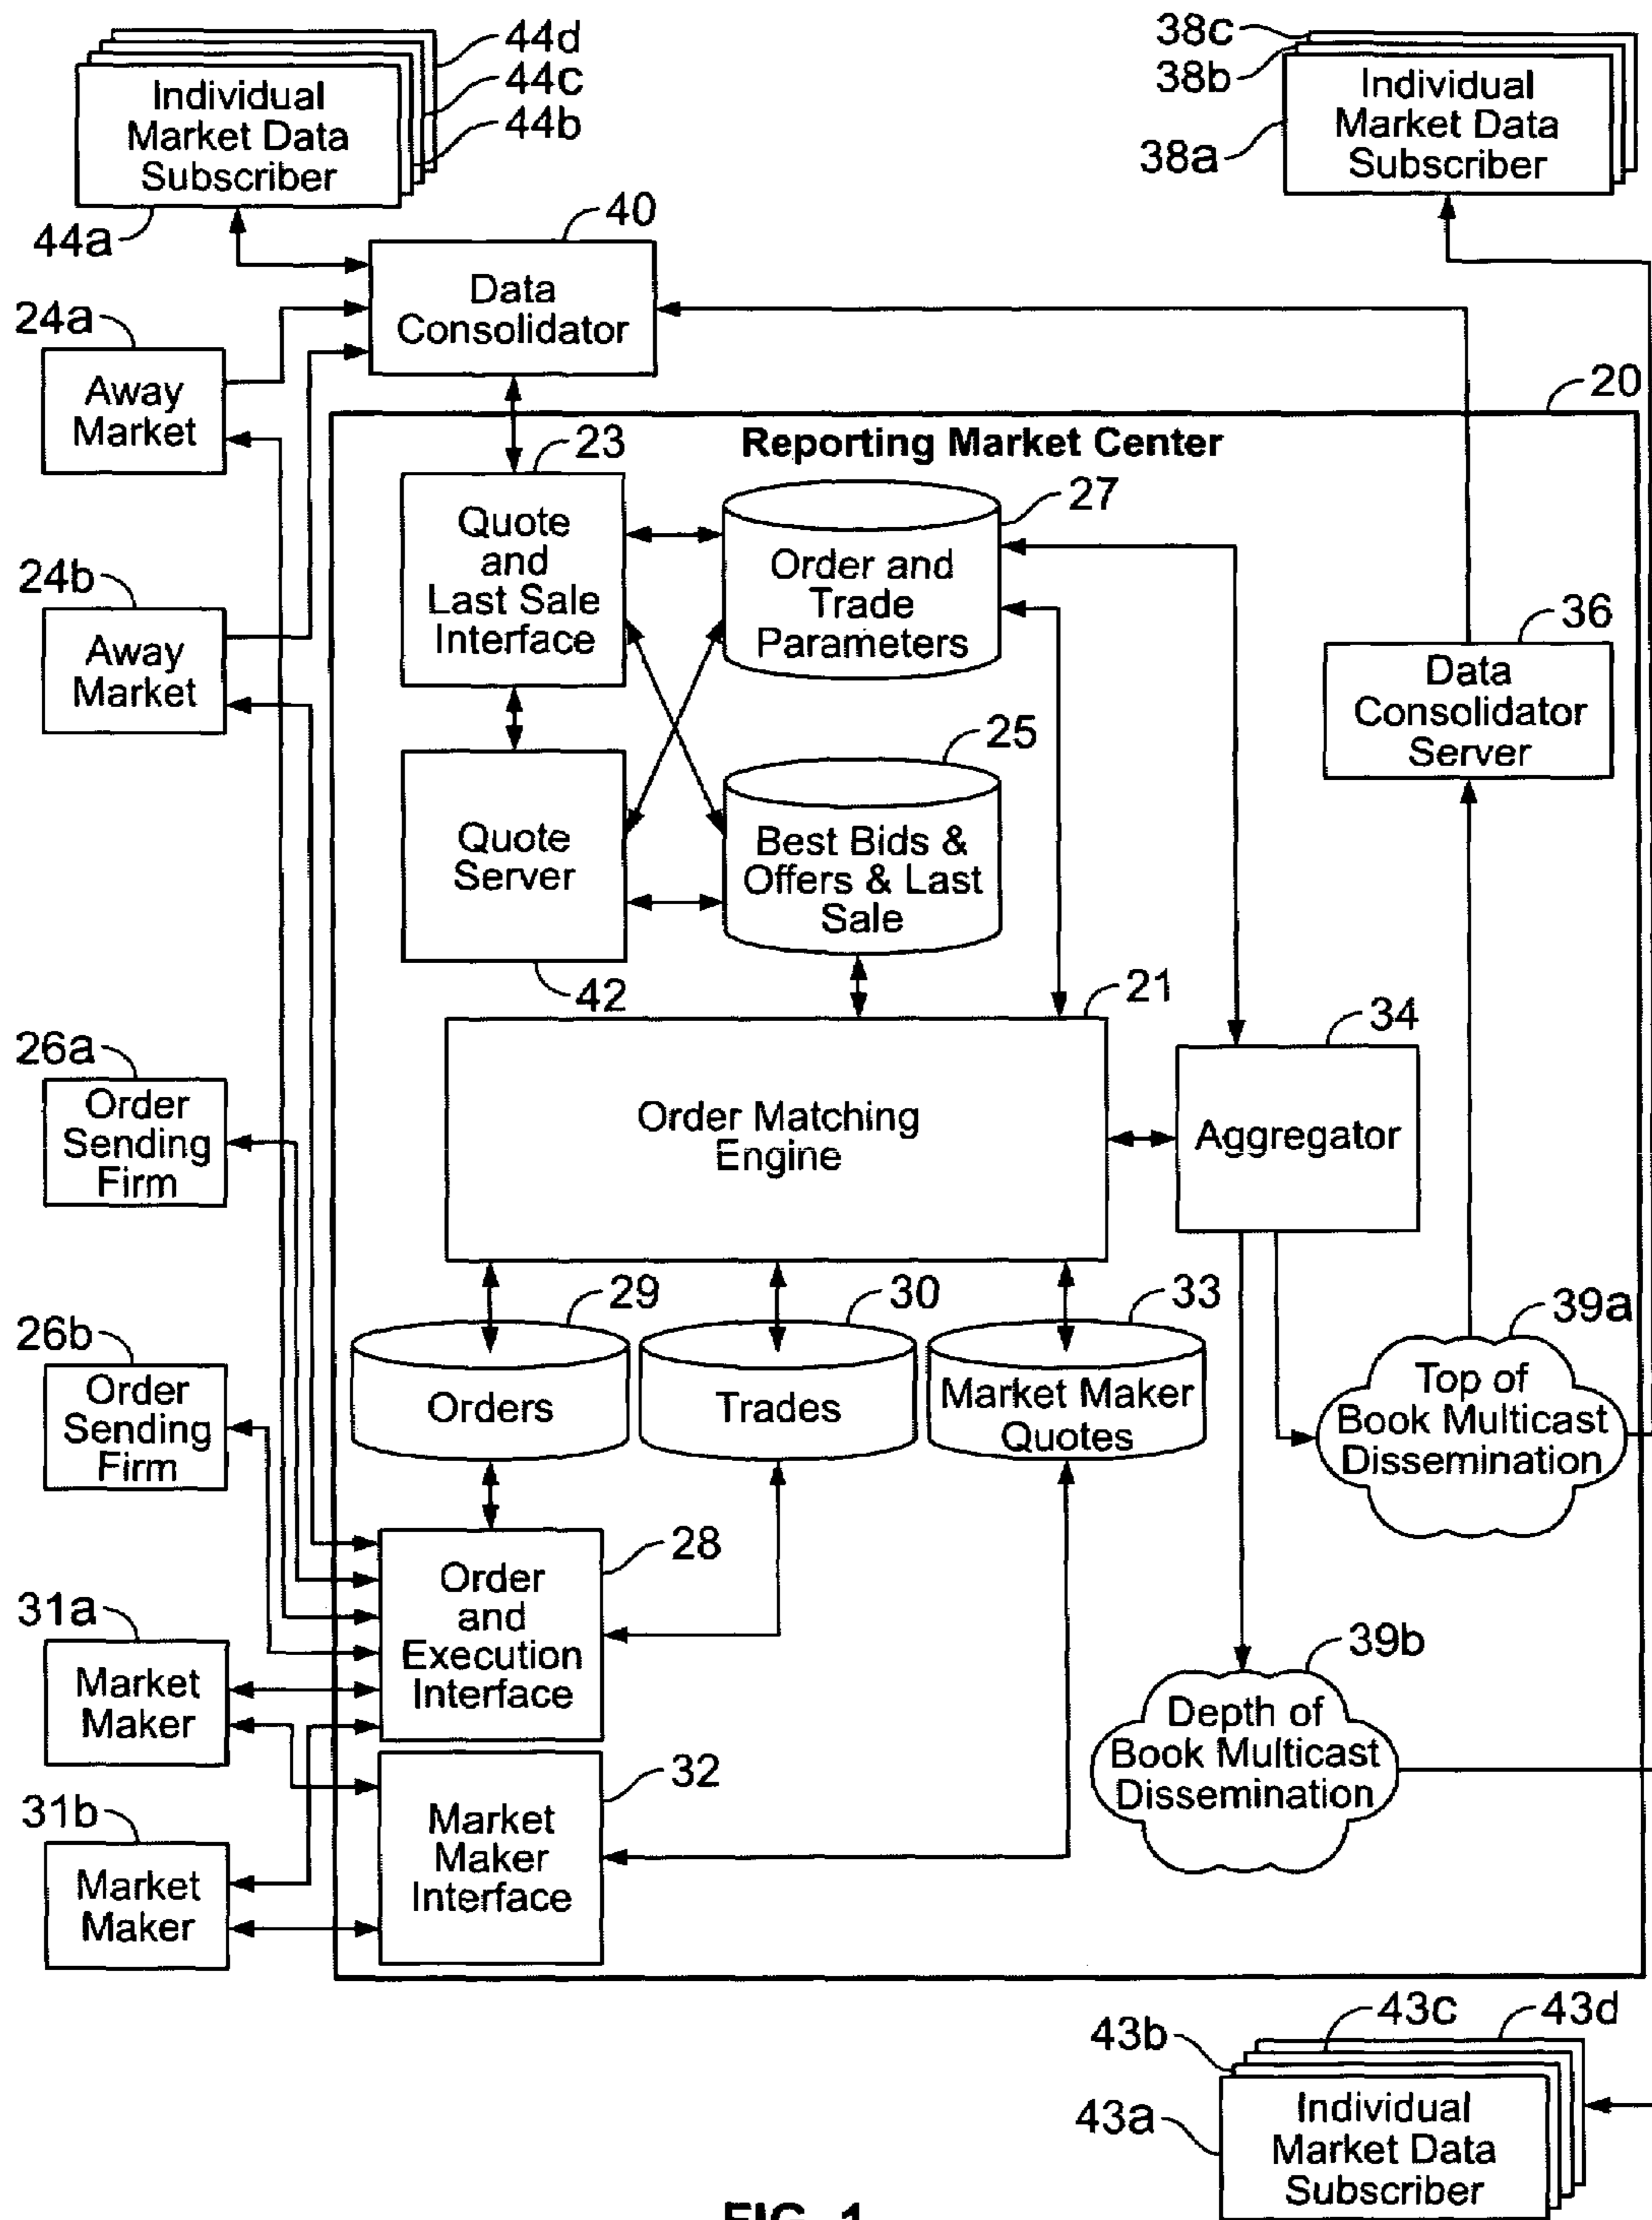 44d
44c
44b
Individual
Market Data
Subscriber
44a
38c
38b
38a
Individual
Market Data
Subscriber
40
Data
Consolidator
24a
Away
Market
20
Reporting Market Center
23
Quote
and
Last Sale
Interface
27
Order and
Trade
Parameters
24b
Away
Market
36
Data
Consolidator
Server
25
Best Bids &
Offers & Last
Sale
Quote
Server
42
21
Order Matching
Engine
34
Aggregator
26a
Order
Sending
Firm
29
Orders
30
Trades
33
Market Maker
Quotes
39a
Top of
Book Multicast
Dissemination
26b
Order
Sending
Firm
28
Order
and
Execution
Interface
31a
Market
Maker
39b
Depth of
Book Multicast
Dissemination
32
Market
Maker
Interface
31b
Market
Maker
43c
43d
43b
43a
Individual
Market Data
Subscriber
FIG. 1